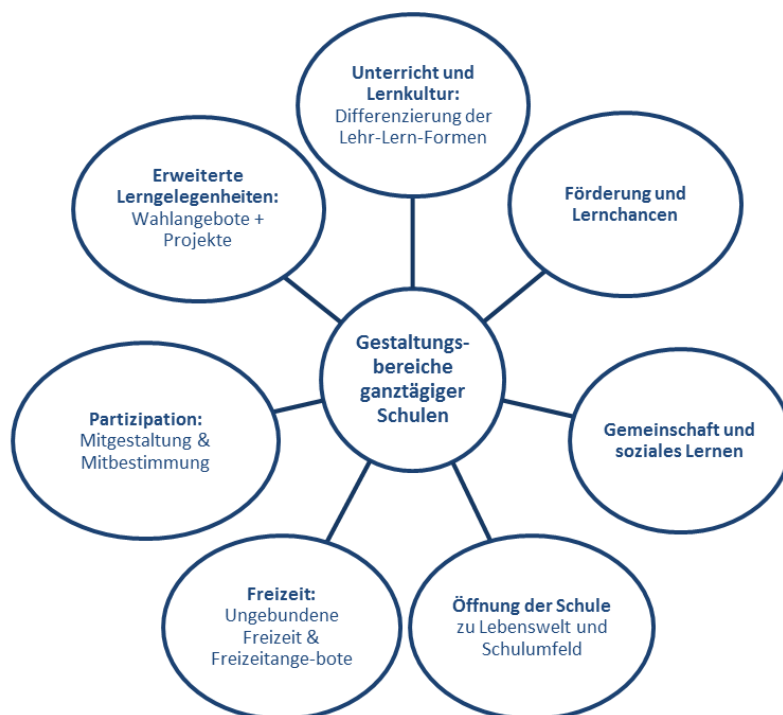 Unterricht und
Lernkultur:
Differenzierung der
Lehr-Lern-Formen
Erweiterte
Lerngelegenheiten:
Wahlangebote +
Projekte
Förderung und
Lernchancen
Gestaltungs-
bereiche
ganztägiger
Schulen
Partizipation:
Mitgestaltung &
Mitbestimmung
Gemeinschaft und
soziales Lernen
Freizeit:
Ungebundene
Freizeit &
Freizeitange-bote
Öffnung der Schule
zu Lebenswelt und
Schulumfeld